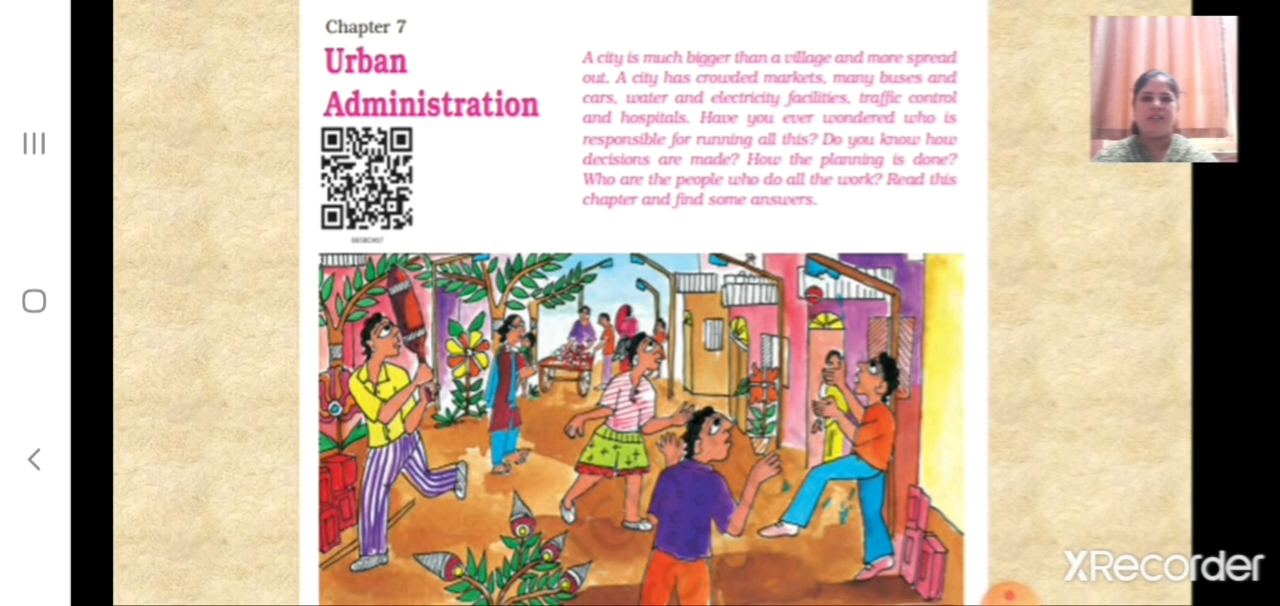 Chapter 7
Urban
Administration
A city is much bigger than a village and more spread
out. A city has crowded markets, many buses and
cars, water and electricity facilities, traffic control
and hospitals. Have you ever wondered who is
responsible for running all this? Do you know how
decisions are made? How the planning is done?
Who are the people who do all the work? Read this
chapter and find some answers.
XRecorder